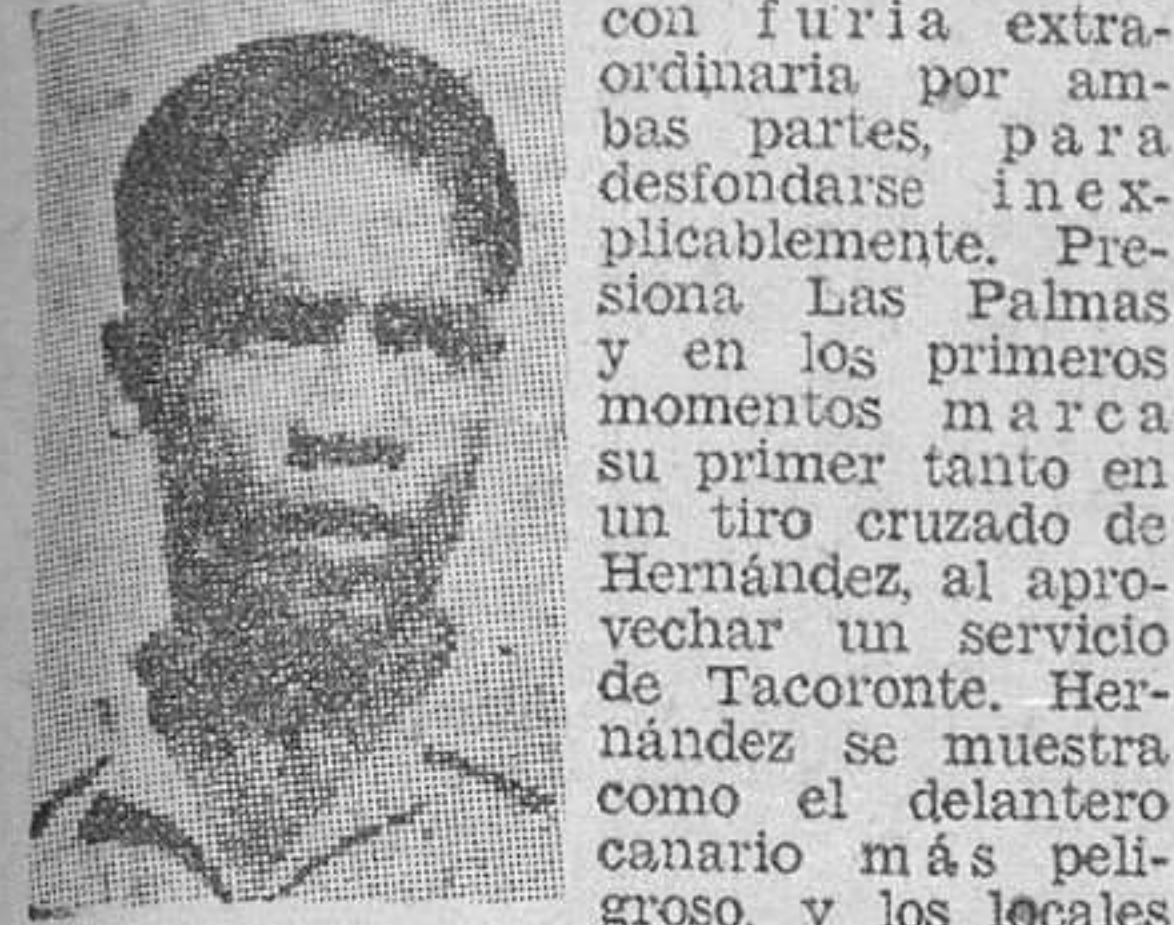 con furia extra-
ordinaria por am-
bas partes, para
desfondarse inex-
plicablemente. Pre-
siona Las Palmas
y en los primeros
momentos marca
su primer tanto en
un tiro cruzado de
Hernández, al apro-
vechar un servicio
de Tacoronte. Her-
nández se muestra
como el delantero
canario más peli-
groso, y los locales